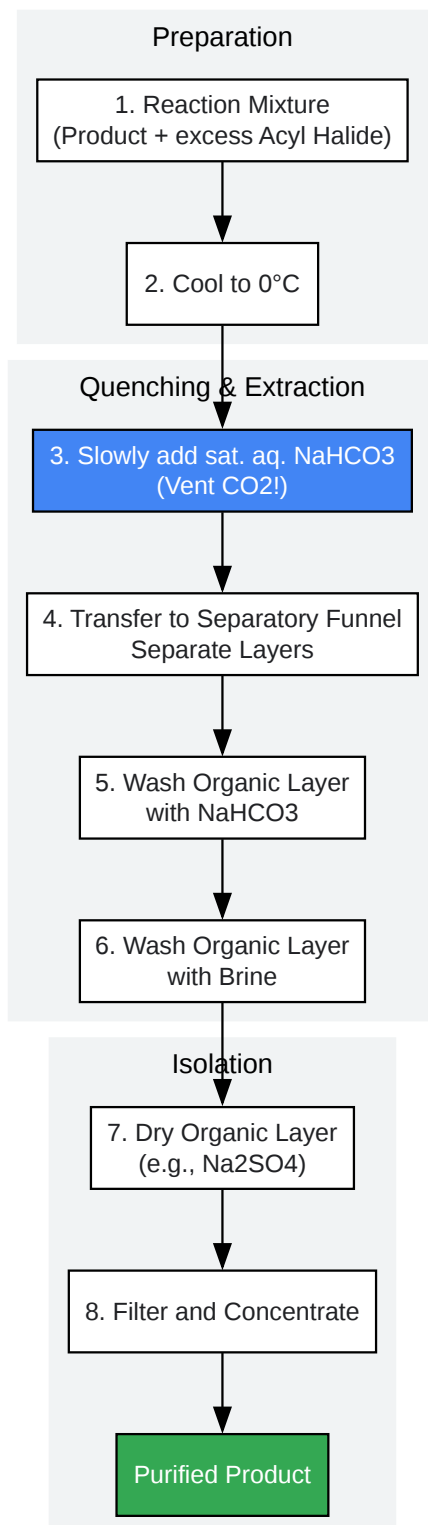 Preparation
1. Reaction Mixture
(Product + excess Acyl Halide)
2. Cool to 0°C
Quenching & Extraction
3. Slowly add sat. aq. NaHCO3
(Vent CO2!)
4. Transfer to Separatory Funnel
Separate Layers
5. Wash Organic Layer
with NaHCO3
6. Wash Organic Layer
with Brine
Isolation
7. Dry Organic Layer
(e.g., Na2SO4)
8. Filter and Concentrate
Purified Product